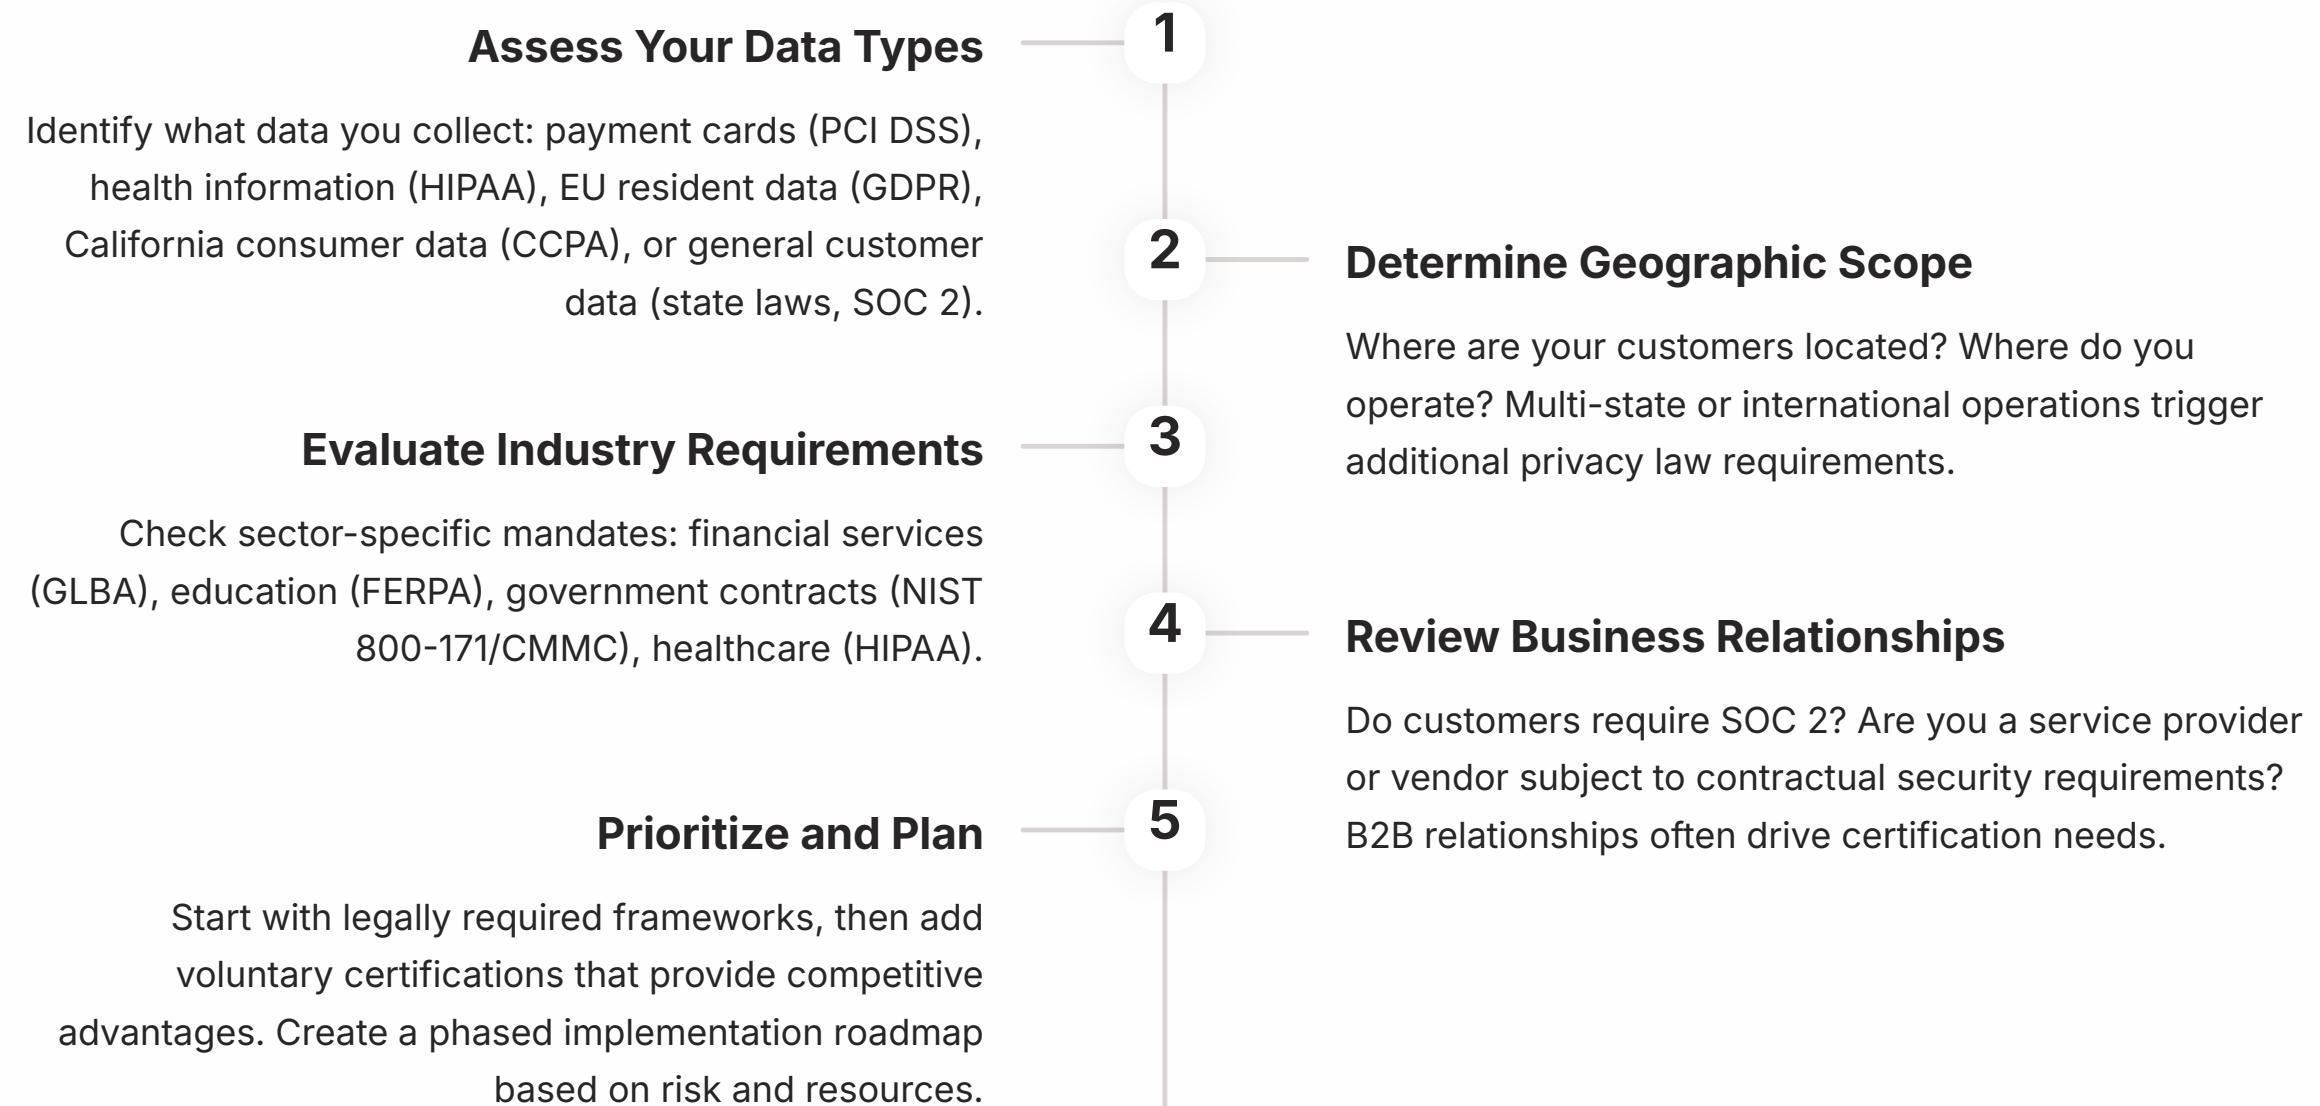 1
Assess Your Data Types
Identify what data you collect: payment cards (PCI DSS),
health information (HIPAA), EU resident data (GDPR),
California consumer data (CCPA), or general customer
data (state laws, SOC 2).
2
Determine Geographic Scope
Where are your customers located? Where do you
operate? Multi-state or international operations trigger
additional privacy law requirements.
3
Evaluate Industry Requirements
Check sector-specific mandates: financial services
(GLBA), education (FERPA), government contracts (NIST
800-171/CMMC), healthcare (HIPAA).
4
Review Business Relationships
Do customers require SOC 2? Are you a service provider
or vendor subject to contractual security requirements?
B2B relationships often drive certification needs.
5
Prioritize and Plan
Start with legally required frameworks, then add
voluntary certifications that provide competitive
advantages. Create a phased implementation roadmap
based on risk and resources.